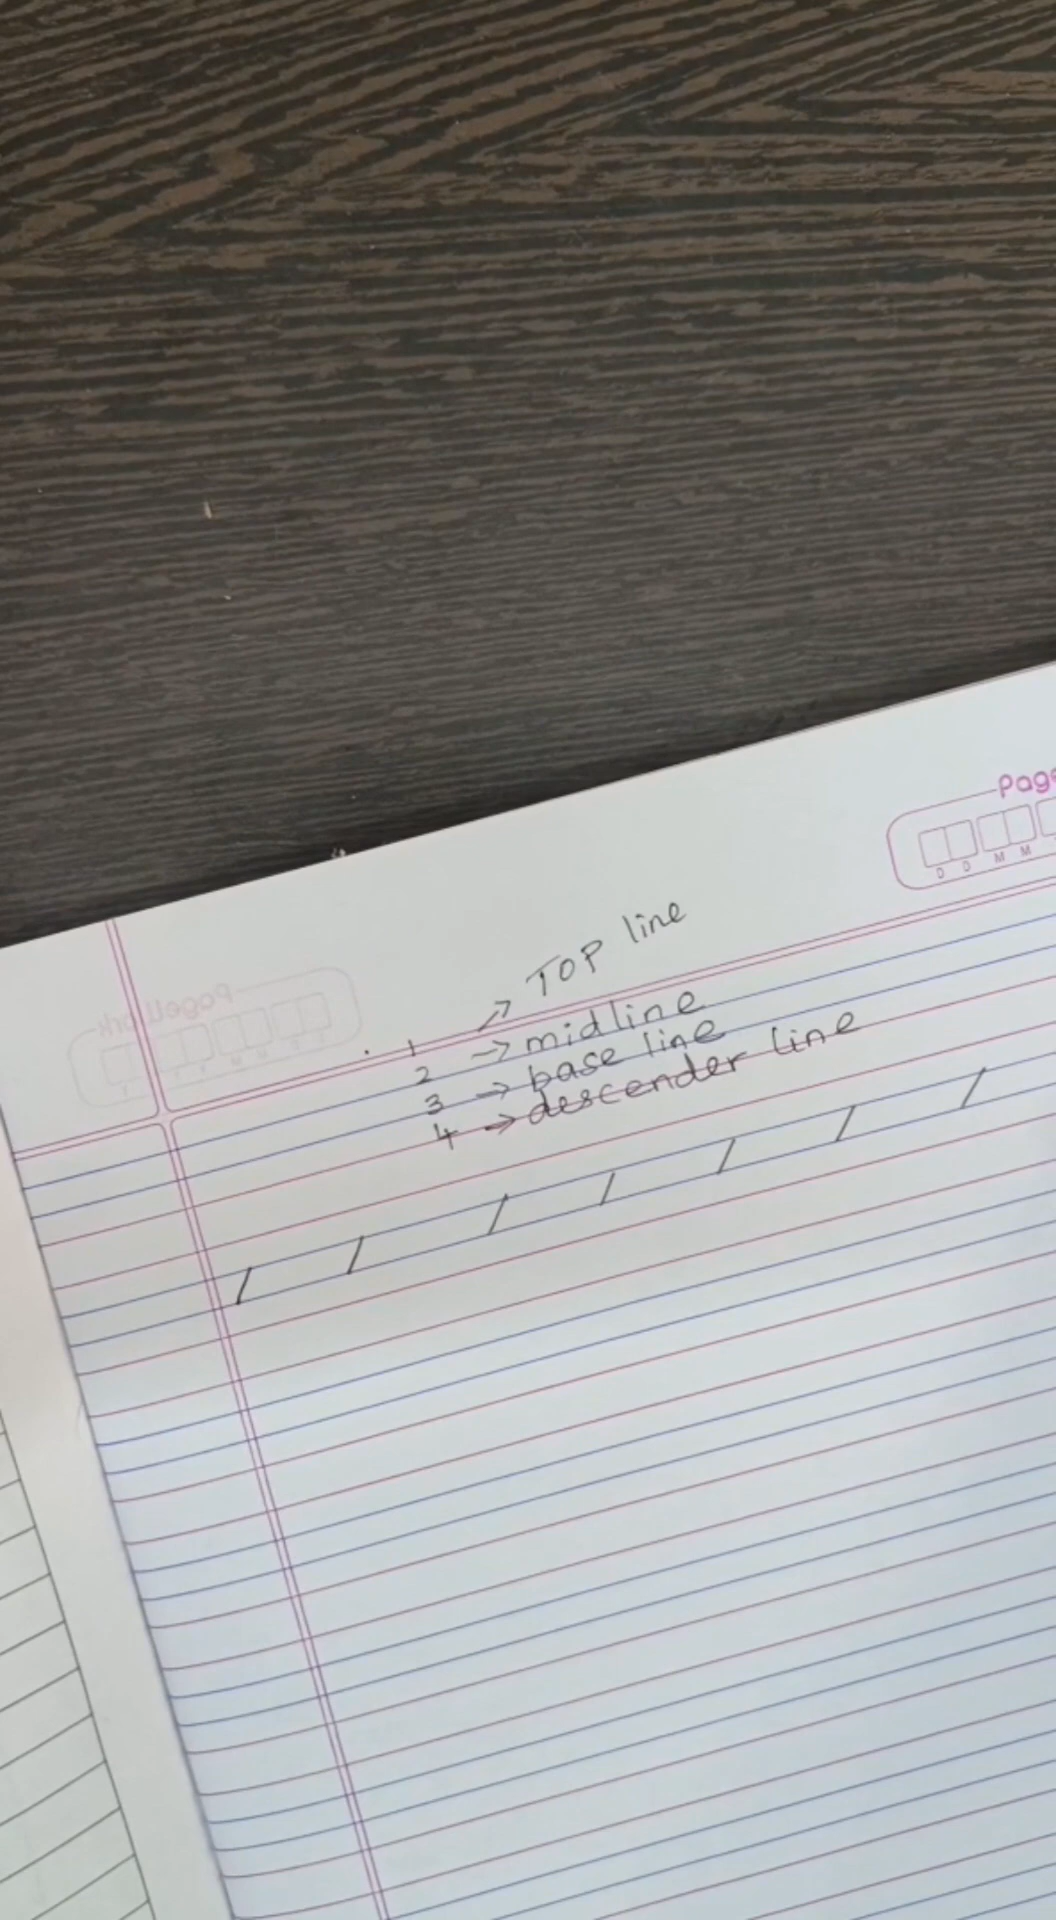 Page
D D M M
1 → TOP line
2 → midline
3 → base line
4 → descender line
/ / / / / / /